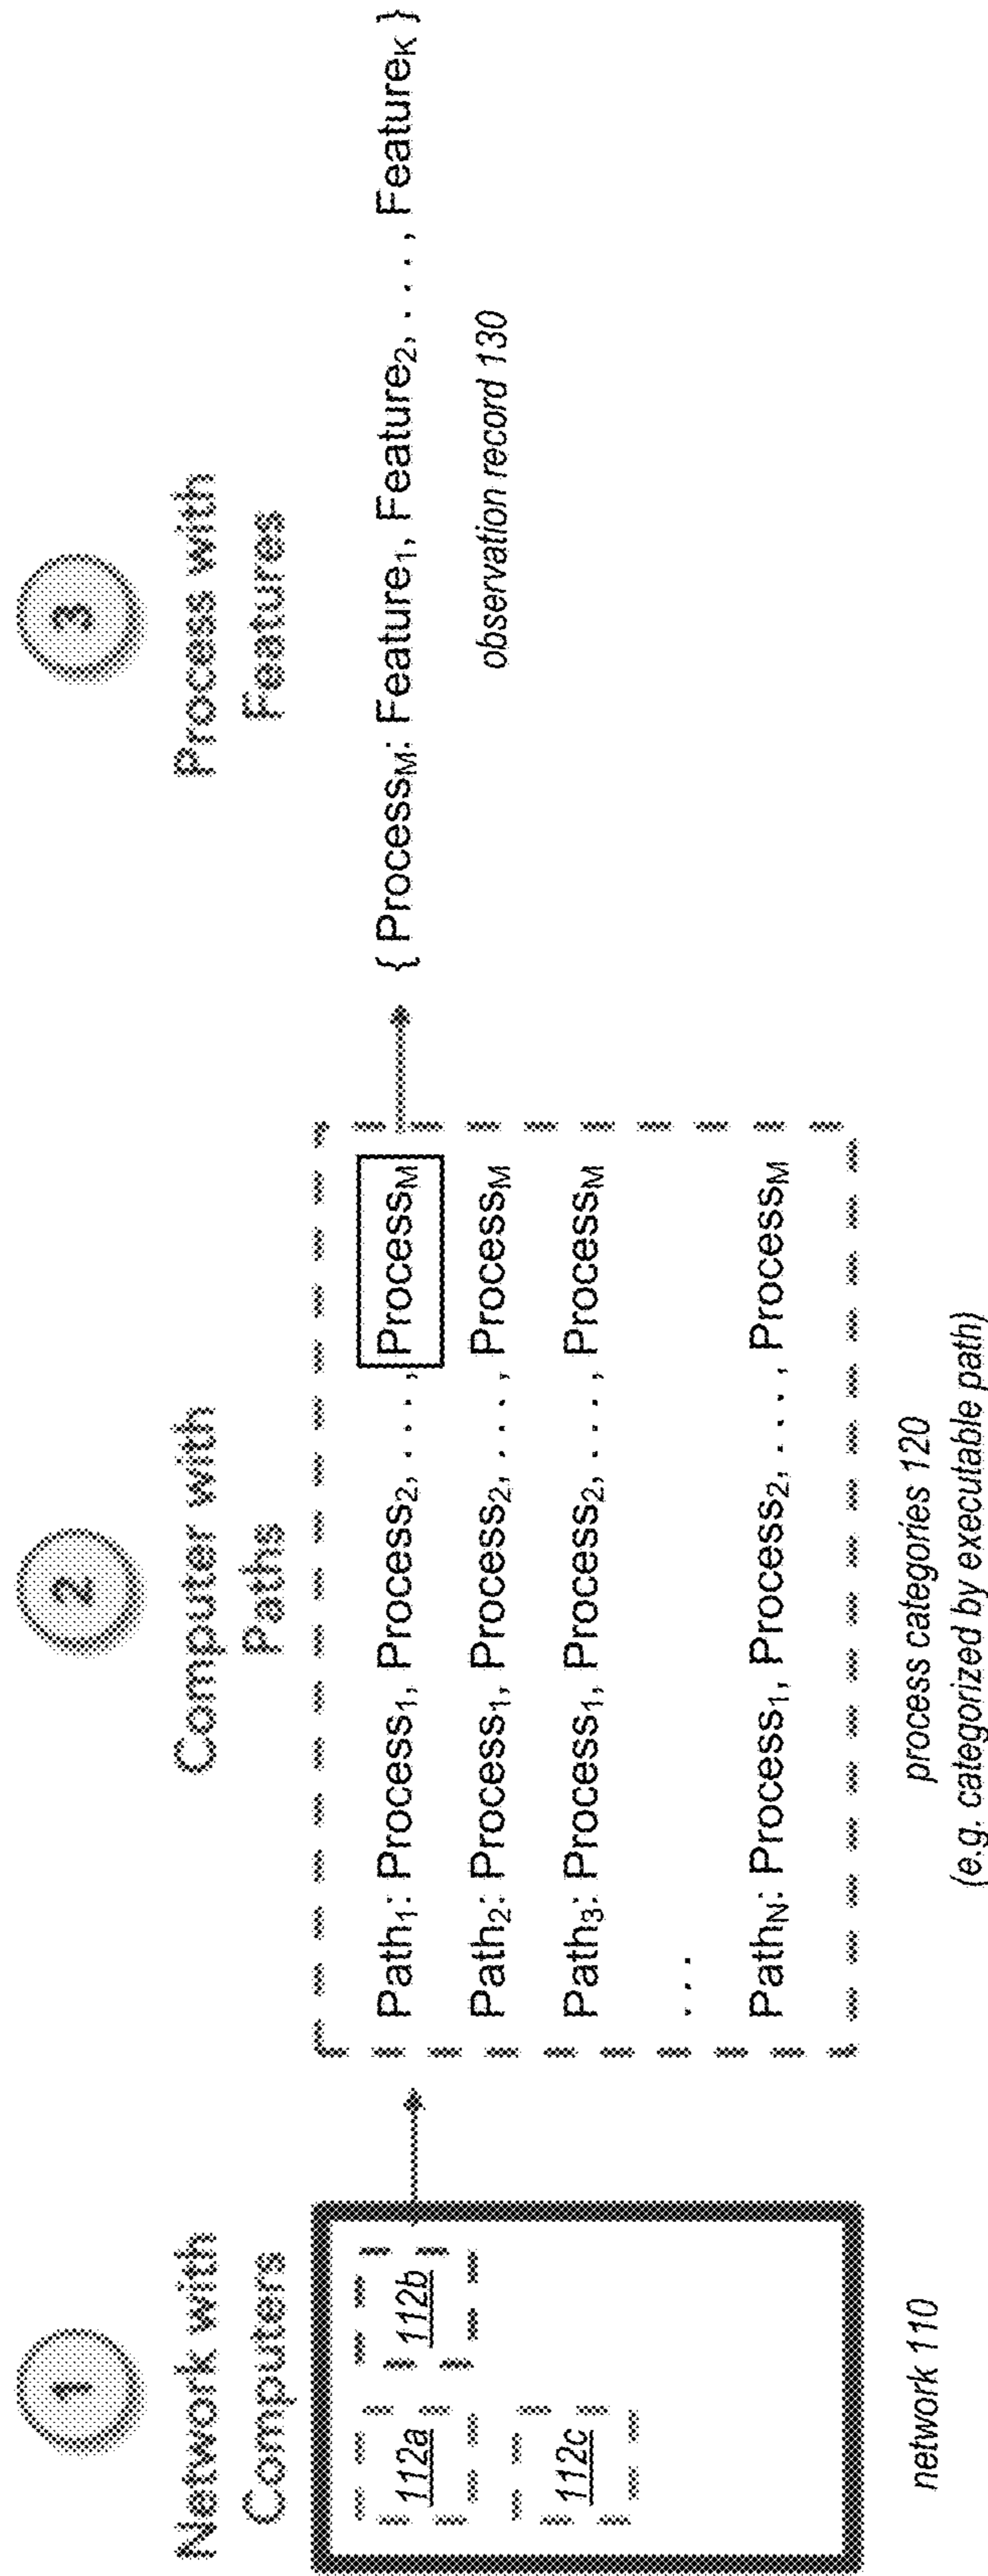 1
Network with
Computers
112a
112b
112c
network 110
2
Computer with
Paths
Path₁: Process₁, Process₂, . . . , Processₘ
Path₂: Process₁, Process₂, . . . , Processₘ
Path₃: Process₁, Process₂, . . . , Processₘ
. . .
Path_N: Process₁, Process₂, . . . , Processₘ
process categories 120
(e.g. categorized by executable path)
3
Process with
Features
{ Processₘ: Feature₁, Feature₂, . . . , Feature_K }
observation record 130